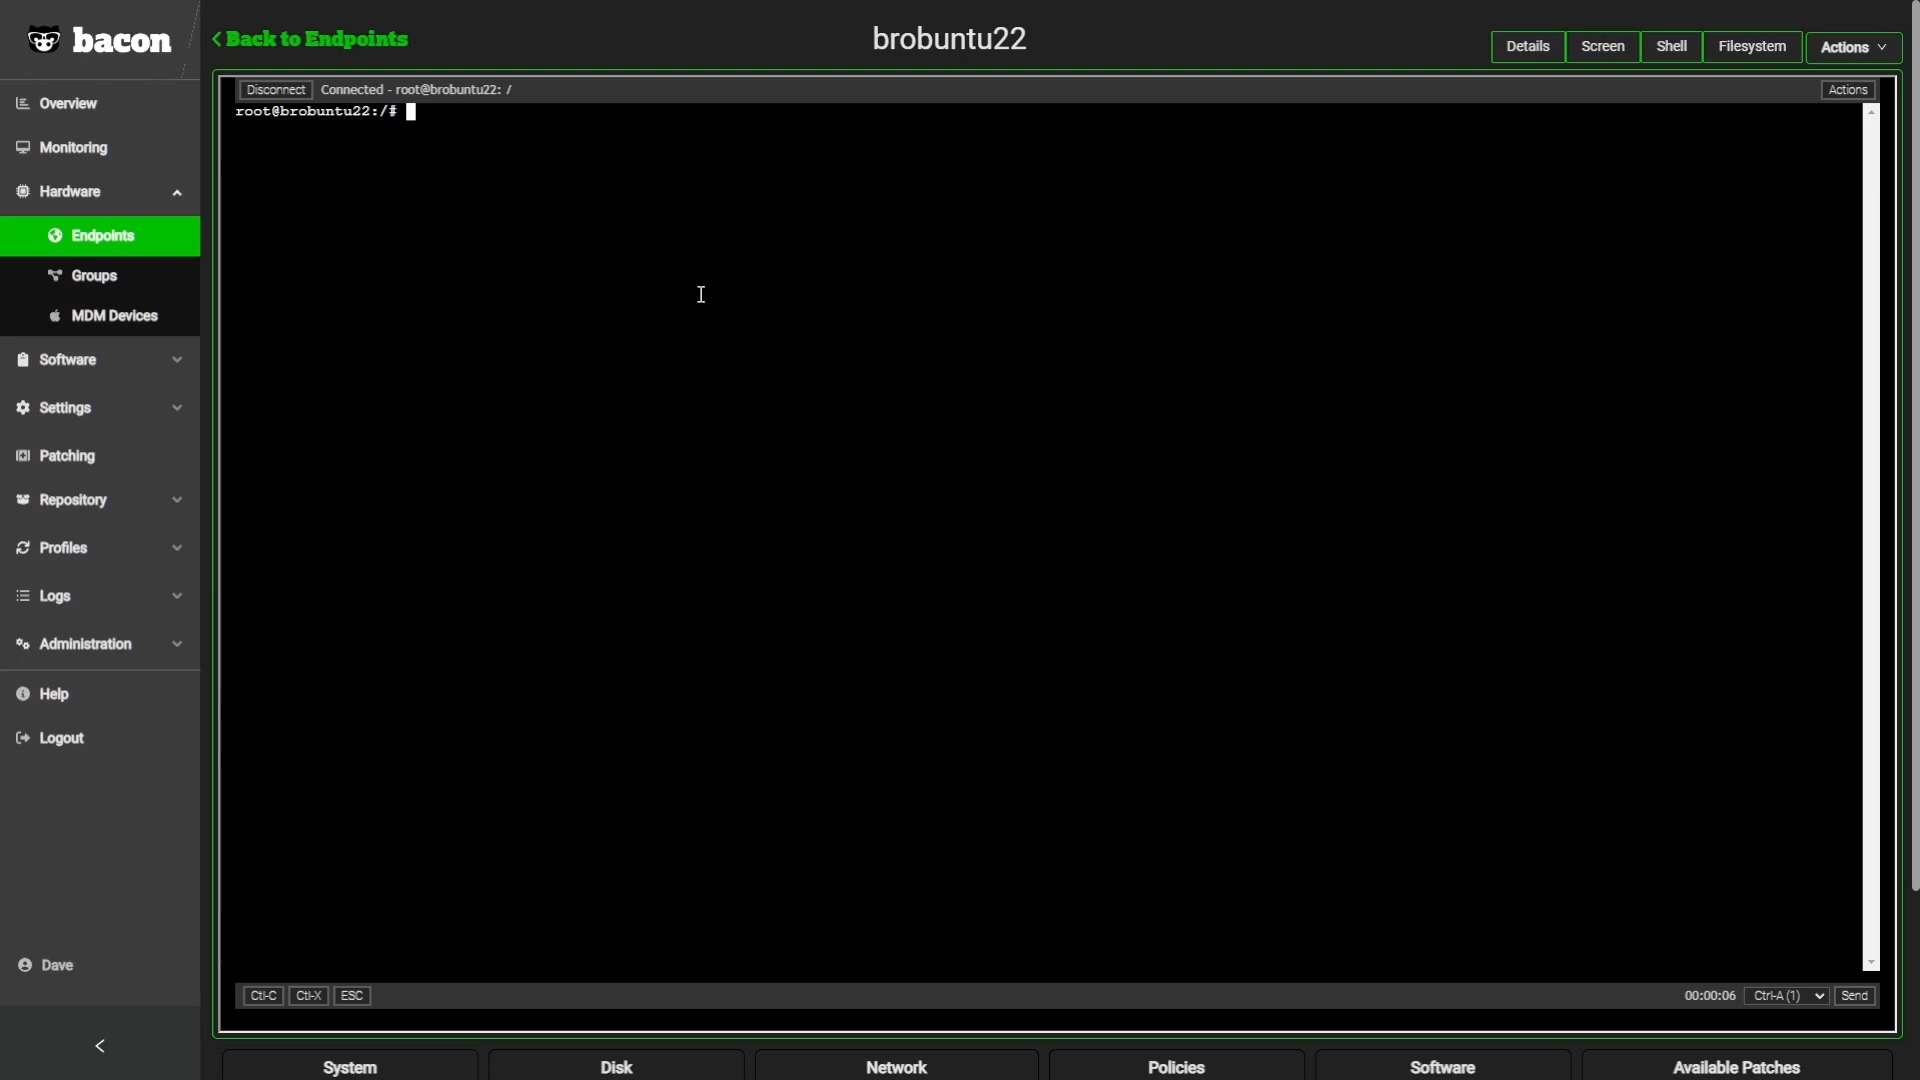 bacon
Back to Endpoints
brobuntu22
Details
Screen
Shell
Filesystem
Actions
Disconnect
Connected - root@brobuntu22: /
Actions
root@brobuntu22:/#
Overview
Monitoring
Hardware
Endpoints
Groups
MDM Devices
Software
Settings
Patching
Repository
Profiles
Logs
Administration
Help
Logout
Dave
Ctl-C
Ctl-X
ESC
00:00:06
Ctrl-A (1)
Send
System
Disk
Network
Policies
Software
Available Patches